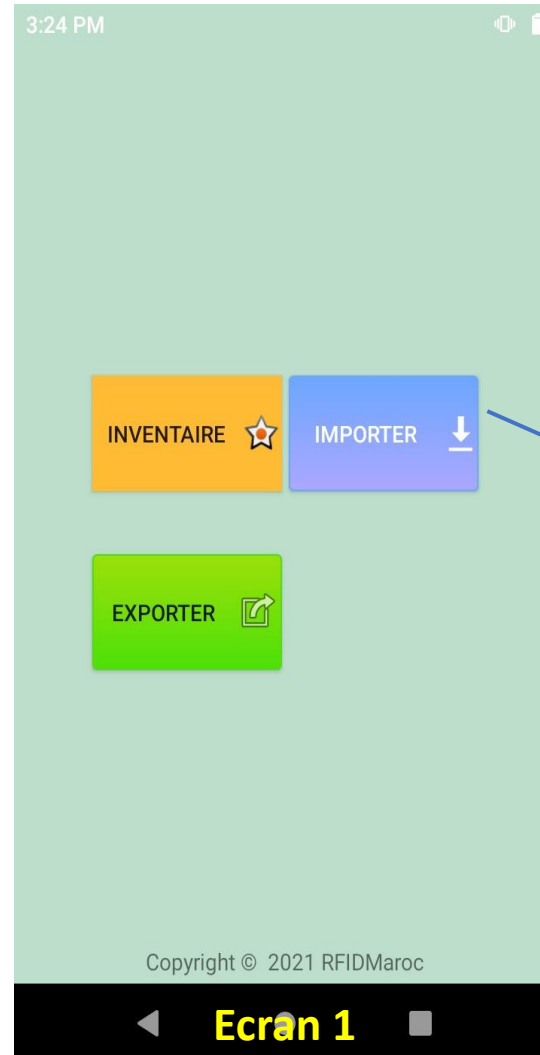 3:24 PM
INVENTAIRE
IMPORTER
EXPORTER
Copyright © 2021 RFIDMaroc
Ecran 1